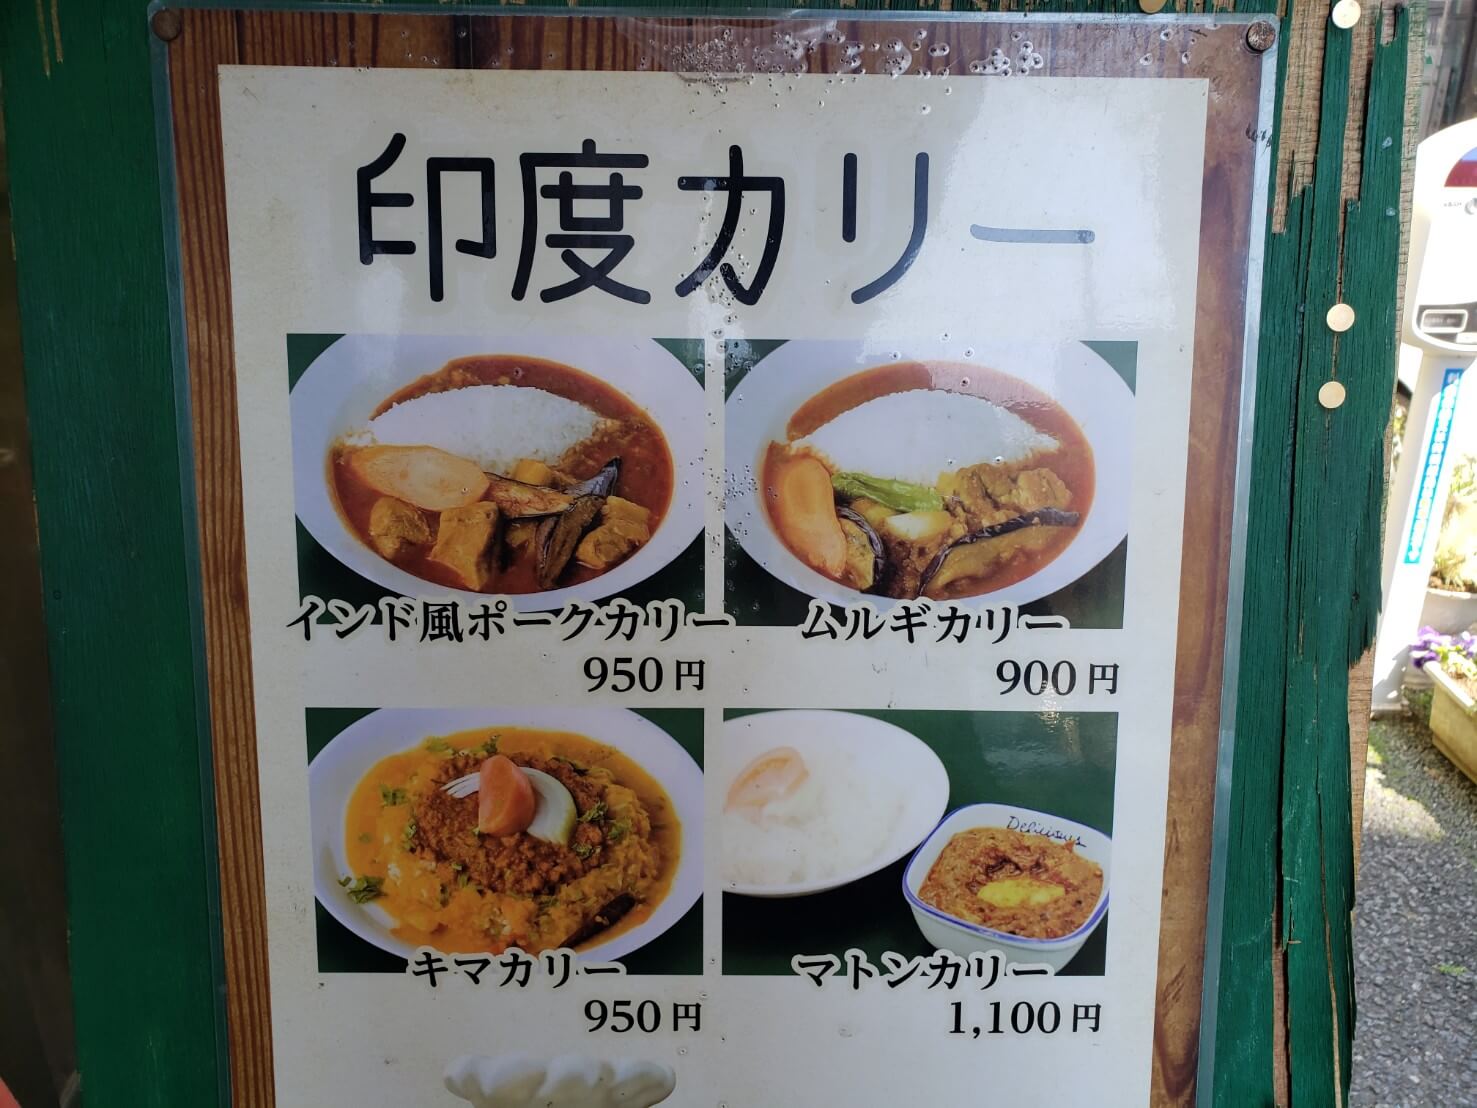 印度カリー
インド風ポークカリー
950円
ムルギカリー
900円
キマカリー
950円
Delicious
マトンカリー
1,100円